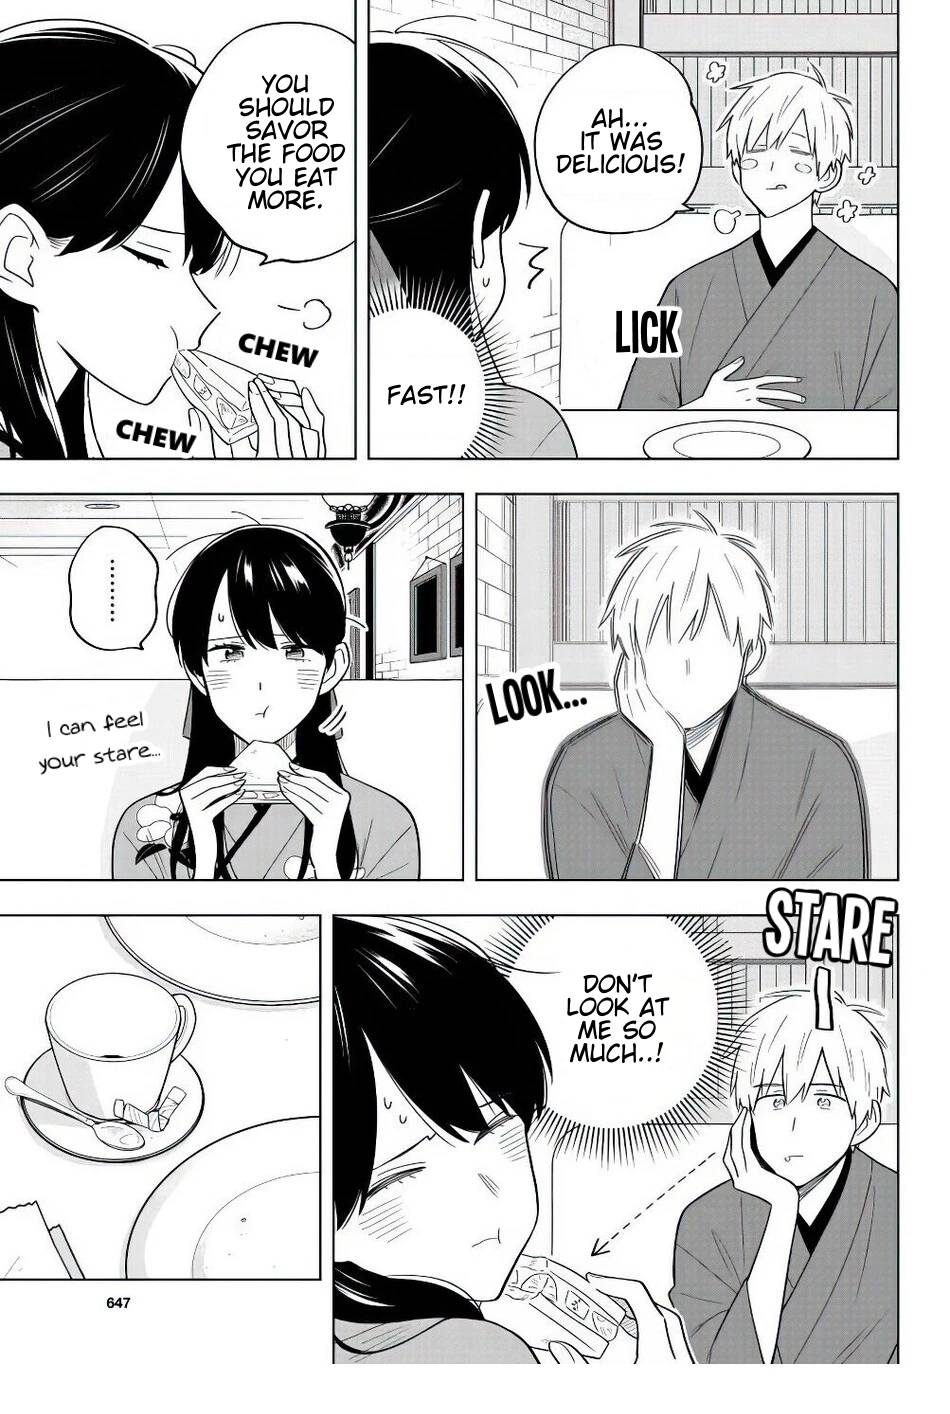 AH...
IT WAS
DELICIOUS!
LICK
FAST!!
YOU
SHOULD
SAVOR
THE FOOD
YOU EAT
MORE.
CHEW
CHEW
LOOK...
.........
I can feel
your stare...
STARE
DON'T
LOOK AT
ME SO
MUCH..!
647